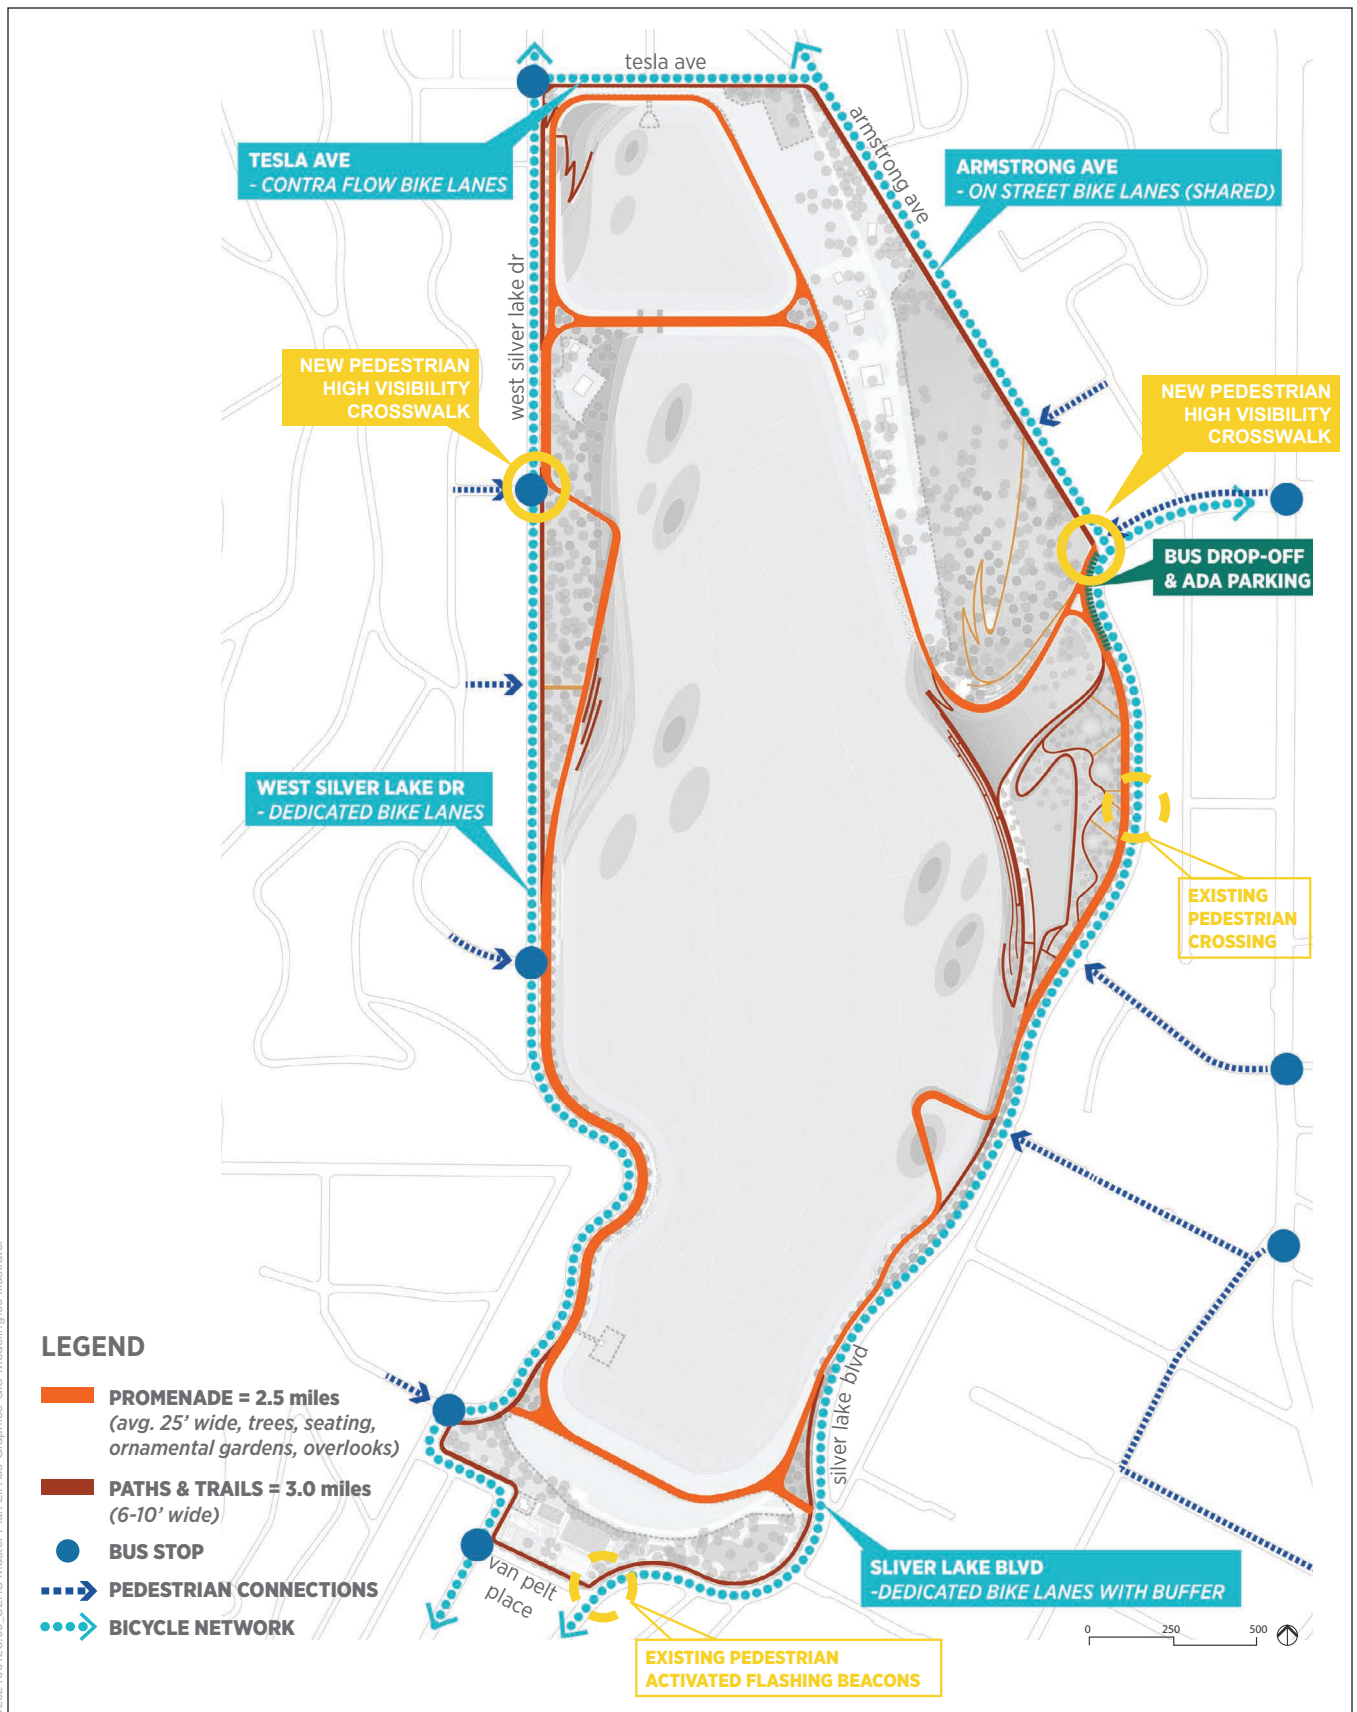 tesla ave
armstrong ave
TESLA AVE
- CONTRA FLOW BIKE LANES
ARMSTRONG AVE
- ON STREET BIKE LANES (SHARED)
west silver lake dr
NEW PEDESTRIAN
HIGH VISIBILITY
CROSSWALK
NEW PEDESTRIAN
HIGH VISIBILITY
CROSSWALK
BUS DROP-OFF
& ADA PARKING
WEST SILVER LAKE DR
- DEDICATED BIKE LANES
EXISTING
PEDESTRIAN
CROSSING
silver lake blvd
LEGEND
PROMENADE = 2.5 miles
(avg. 25' wide, trees, seating,
ornamental gardens, overlooks)
PATHS & TRAILS = 3.0 miles
(6-10' wide)
BUS STOP
PEDESTRIAN CONNECTIONS
BICYCLE NETWORK
van pelt
place
SLIVER LAKE BLVD
-DEDICATED BIKE LANES WITH BUFFER
0 250 500
EXISTING PEDESTRIAN
ACTIVATED FLASHING BEACONS